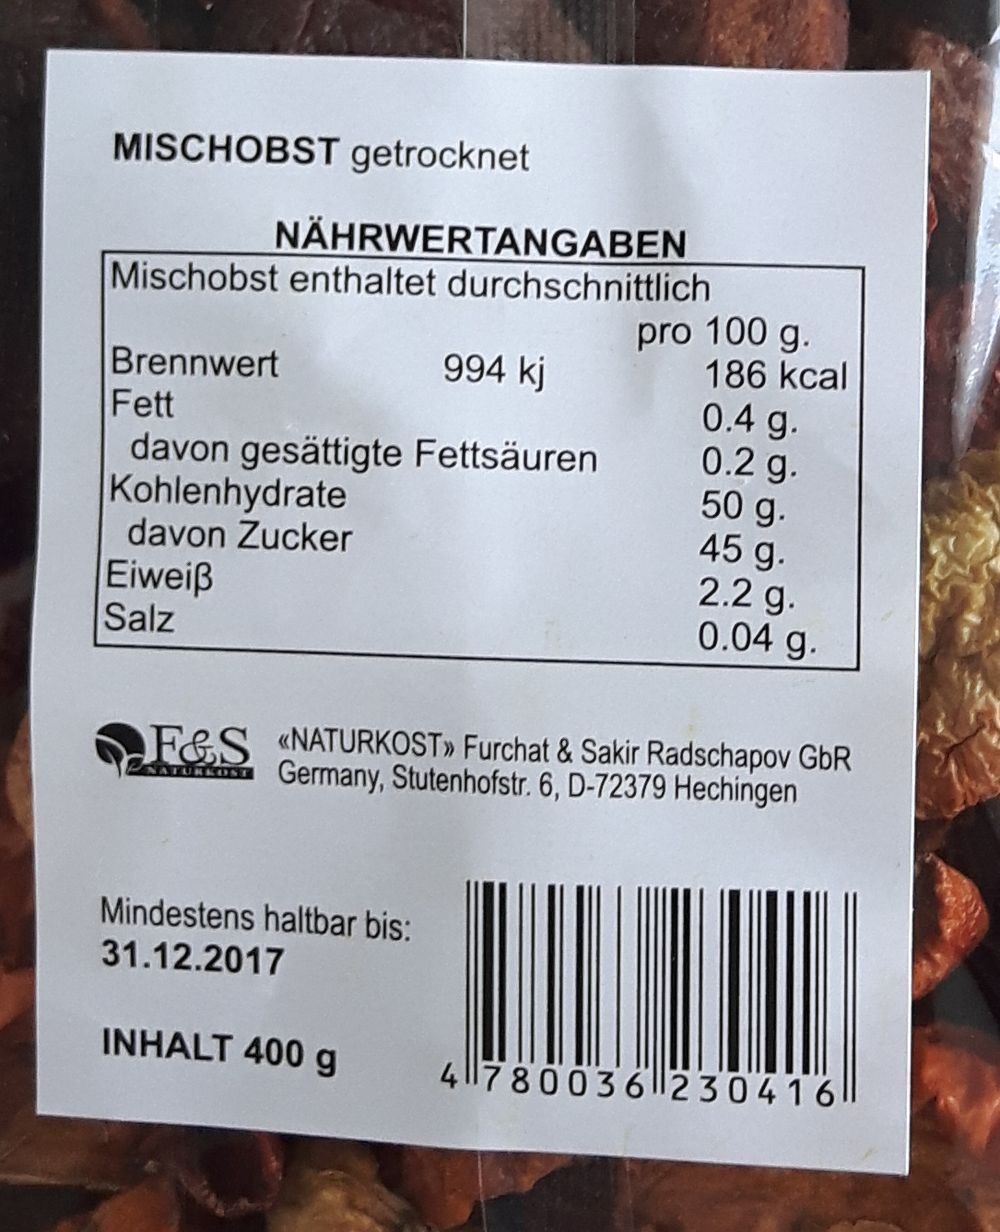 MISCHOBST getrocknet
NÄHRWERTANGABEN
Mischobst enthaltet durchschnittlich
pro 100 g.
Brennwert 994 kj 186 kcal
Fett 0.4 g.
davon gesättigte Fettsäuren 0.2 g.
Kohlenhydrate 50 g.
davon Zucker 45 g.
Eiweiß 2.2 g.
Salz 0.04 g.
F&S
NATURKOST
«NATURKOST» Furchat & Sakir Radschapov GbR
Germany, Stutenhofstr. 6, D-72379 Hechingen
Mindestens haltbar bis:
31.12.2017
INHALT 400 g
4 780036 230416